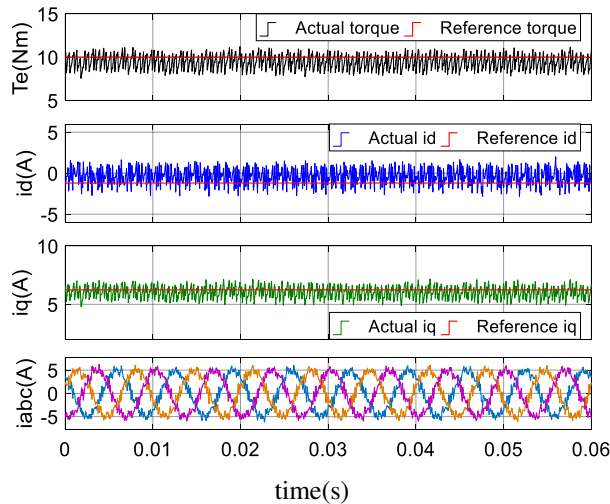 15
Actual torque Reference torque
10
5
Te(Nm)
5
Actual id Reference id
0
-5
id(A)
10
5
iq(A)
Actual iq Reference iq
5
0
-5
iabc(A)
0 0.01 0.02 0.03 0.04 0.05 0.06
time(s)